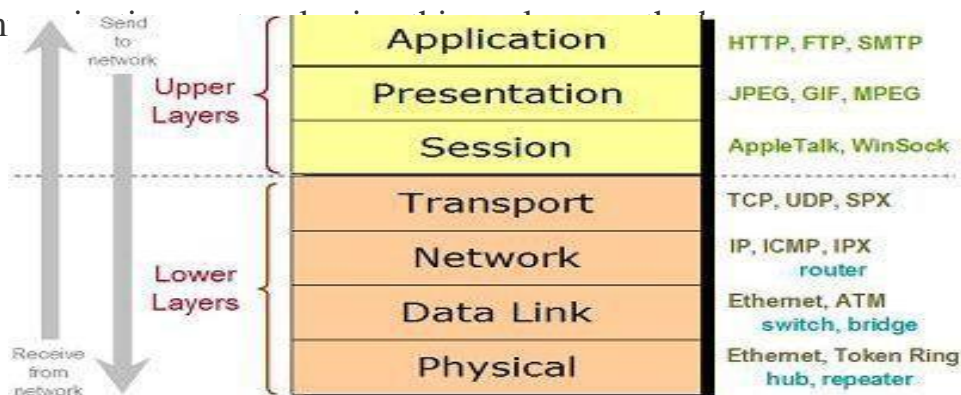 Send
to
network
Receive
from
network
Upper
Layers
Lower
Layers
Application
HTTP, FTP, SMTP
Presentation
JPEG, GIF, MPEG
Session
AppleTalk, WinSock
Transport
TCP, UDP, SPX
Network
IP, ICMP, IPX
router
Data Link
Ethernet, ATM
switch, bridge
Physical
Ethernet, Token Ring
hub, repeater